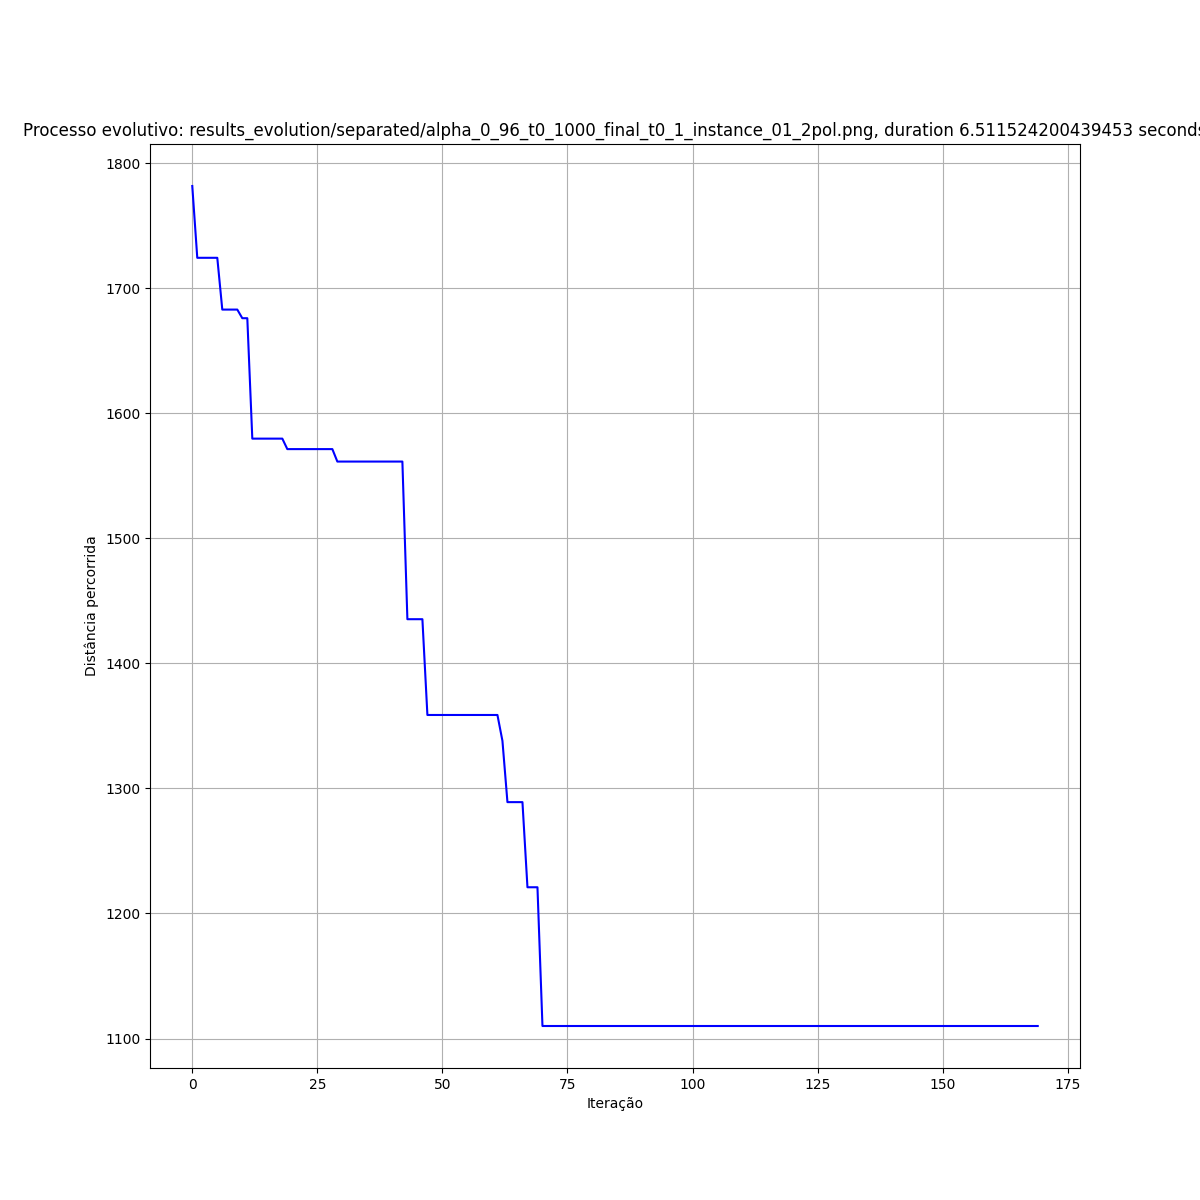 Processo evolutivo: results_evolution/separated/alpha_0_96_t0_1000_final_t0_1_instance_01_2pol.png, duration 6.511524200439453 seconds
1800
1700
1600
1500
1400
1300
1200
1100
Distância percorrida
0 25 50 75 100 125 150 175
Iteração